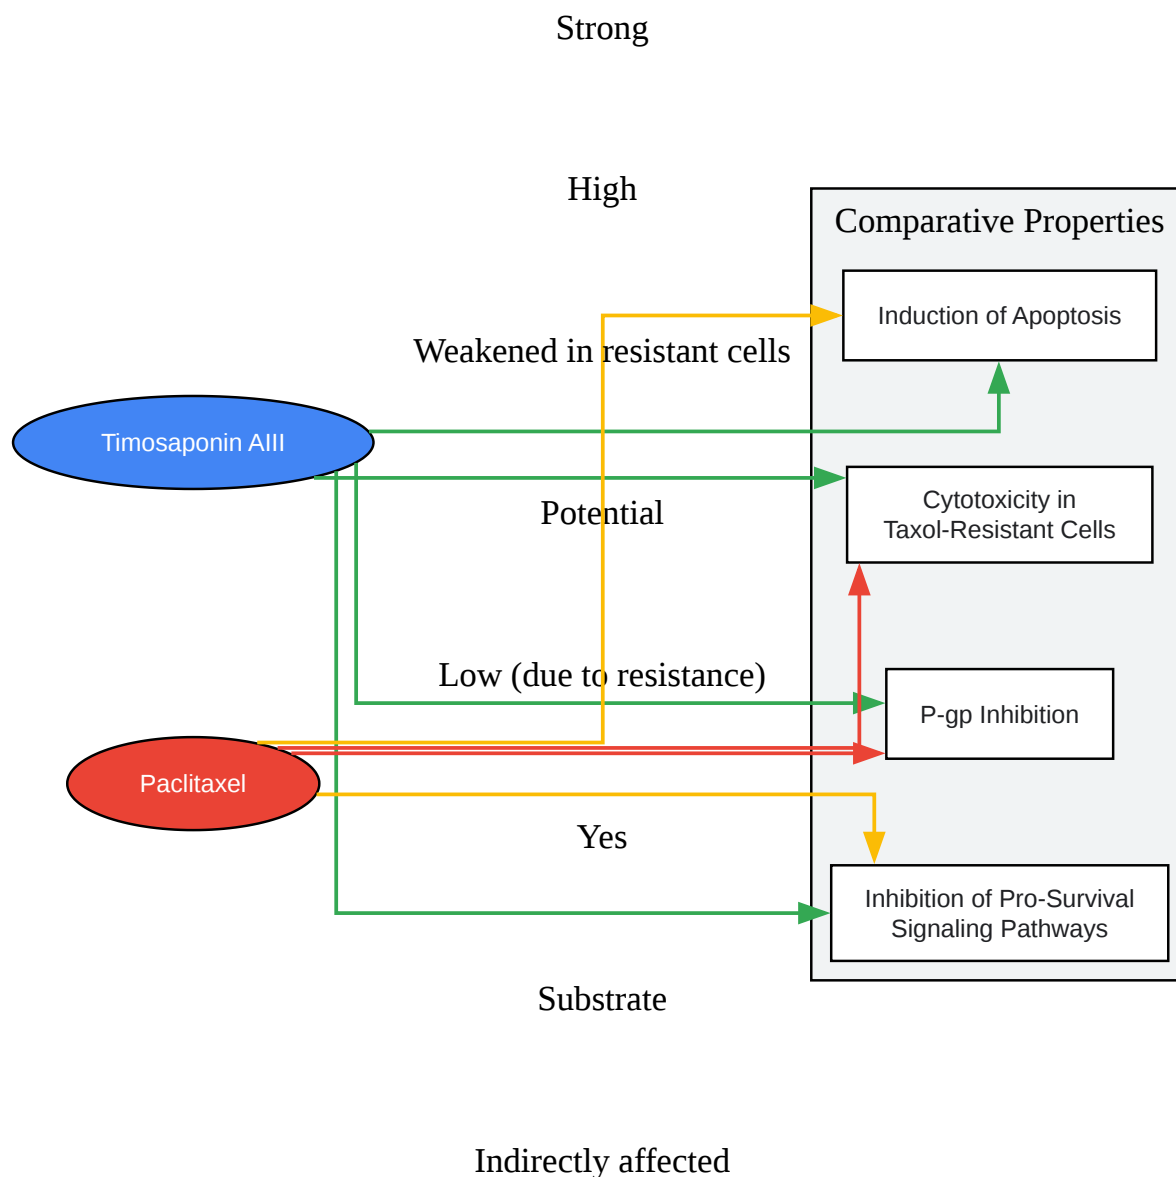 Strong
High
Comparative Properties
Induction of Apoptosis
Weakened in resistant cells
Timosaponin AIII
Cytotoxicity in
Taxol-Resistant Cells
Potential
Low (due to resistance)
P-gp Inhibition
Paclitaxel
Yes
Inhibition of Pro-Survival
Signaling Pathways
Substrate
Indirectly affected